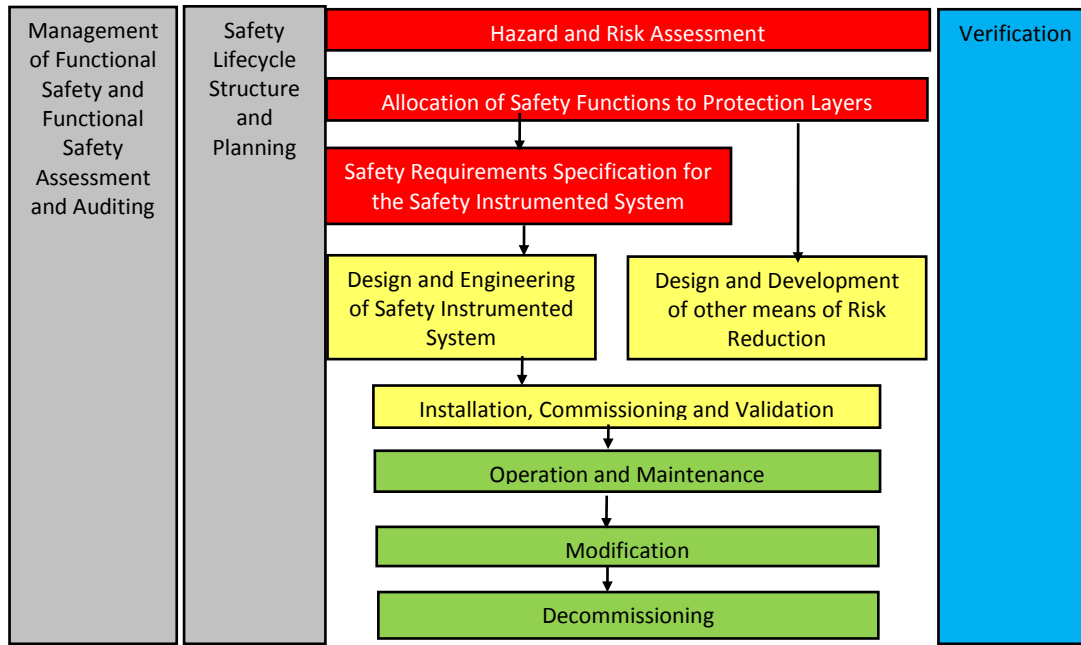 Management
of Functional
Safety and
Functional
Safety
Assessment
and Auditing
Safety
Lifecycle
Structure
and
Planning
Hazard and Risk Assessment
Allocation of Safety Functions to Protection Layers
Safety Requirements Specification for
the Safety Instrumented System
Design and Engineering
of Safety Instrumented
System
Design and Development
of other means of Risk
Reduction
Installation, Commissioning and Validation
Operation and Maintenance
Modification
Decommissioning
Verification